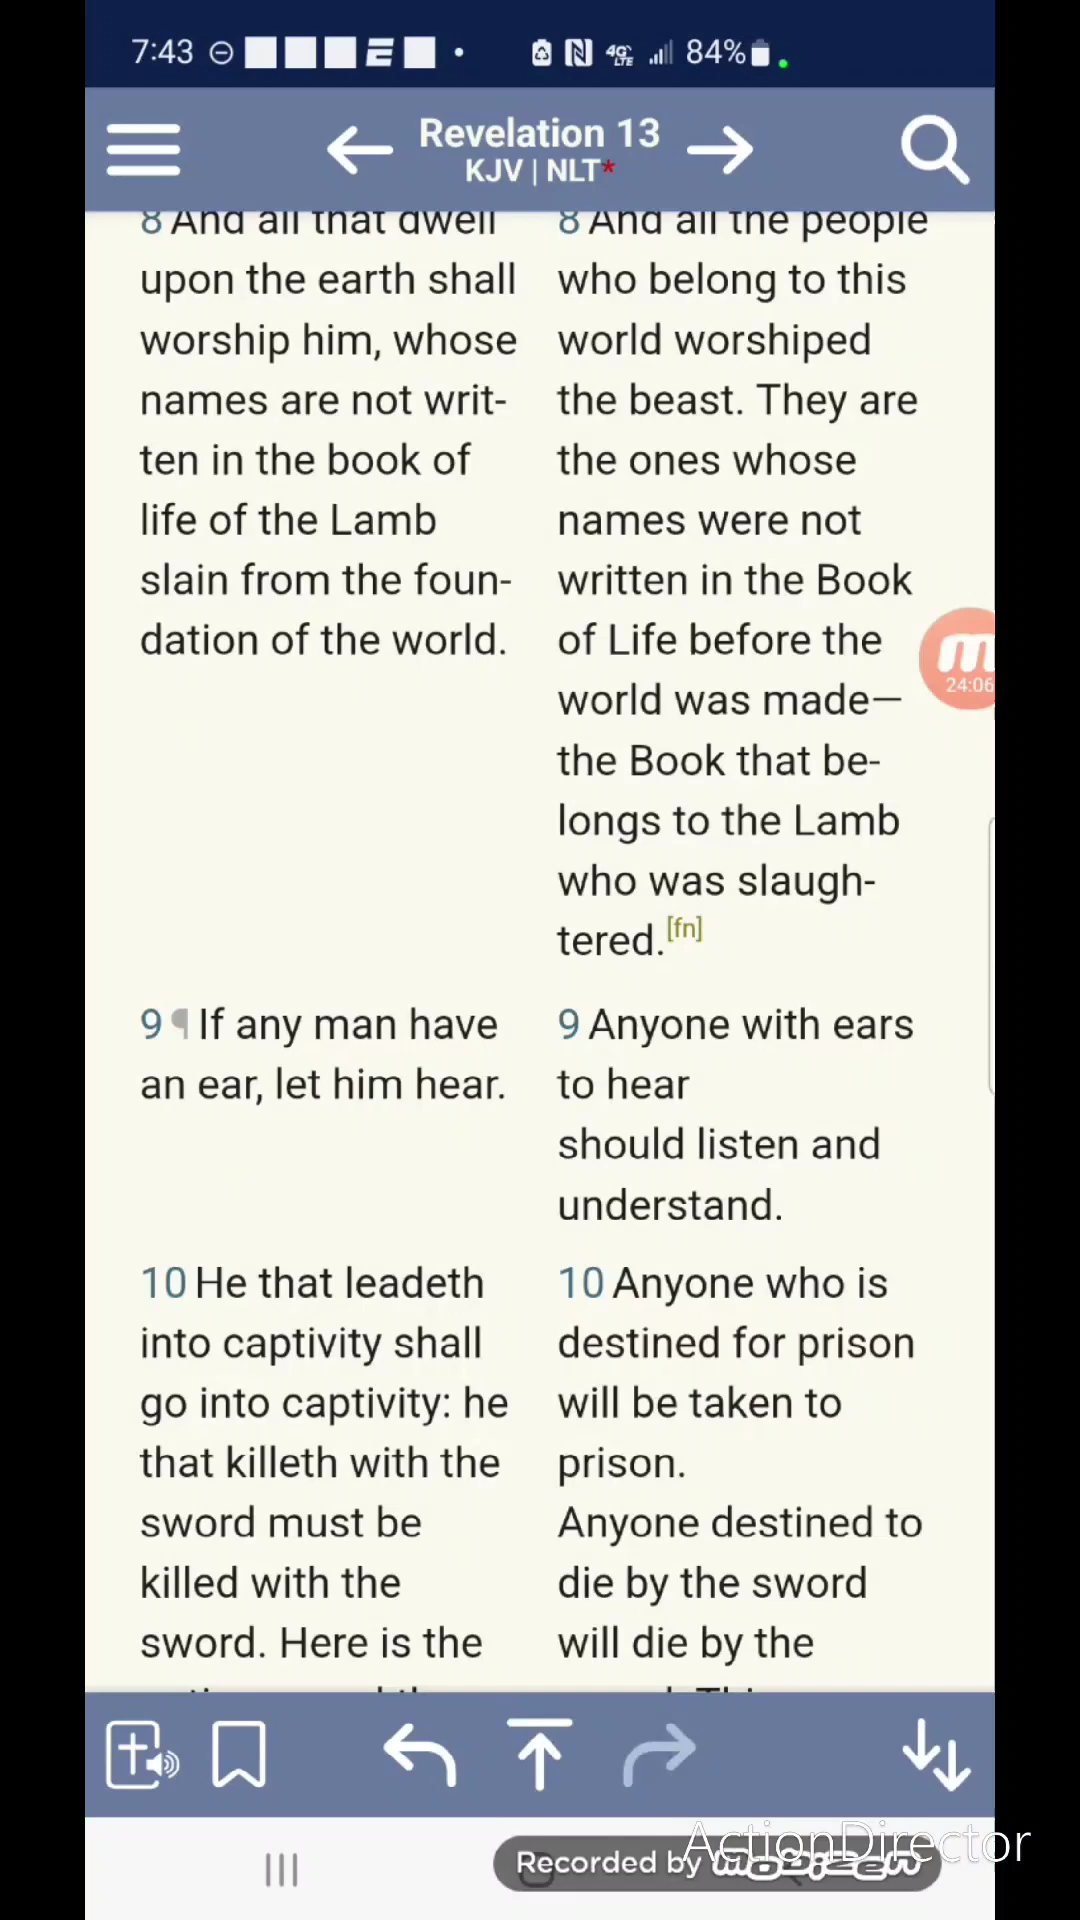 7:43
4G LTE
84%
Revelation 13
KJV | NLT*
8 And all that dwell
upon the earth shall
worship him, whose
names are not writ-
ten in the book of
life of the Lamb
slain from the foun-
dation of the world.
8 And all the people
who belong to this
world worshiped
the beast. They are
the ones whose
names were not
written in the Book
of Life before the
world was made—
the Book that be-
longs to the Lamb
who was slaugh-
tered.[fn]
m
24:06
9 ¶ If any man have
an ear, let him hear.
9 Anyone with ears
to hear
should listen and
understand.
10 He that leadeth
into captivity shall
go into captivity: he
that killeth with the
sword must be
killed with the
sword. Here is the
10 Anyone who is
destined for prison
will be taken to
prison.
Anyone destined to
die by the sword
will die by the
ActionDirector
Recorded by mobizen